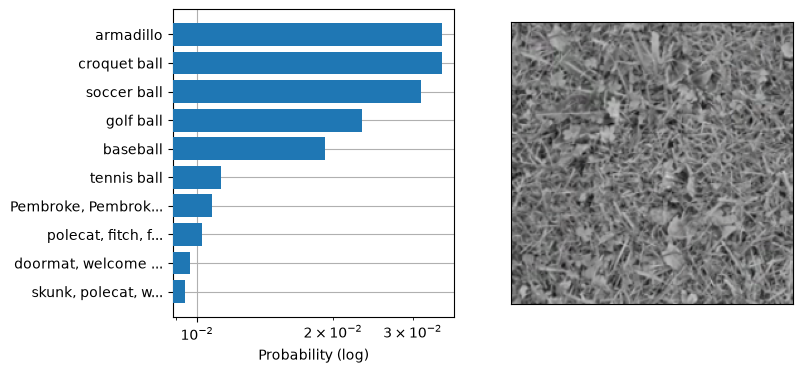 armadillo
croquet ball
soccer ball
golf ball
baseball
tennis ball
Pembroke, Pembrok...
polecat, fitch, f...
doormat, welcome ...
skunk, polecat, w...
10⁻² 2 × 10⁻² 3 × 10⁻²
Probability (log)